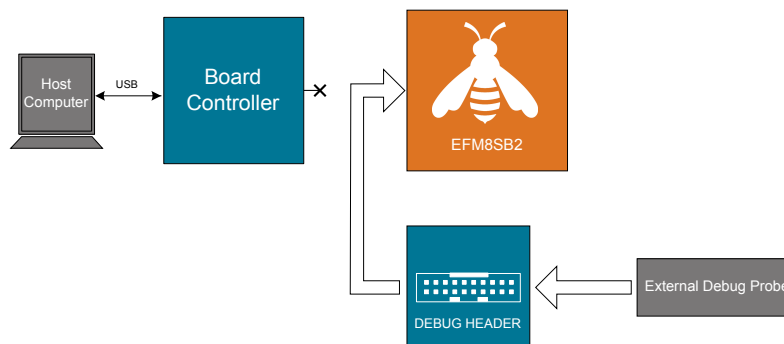 Host
Computer
USB
Board
Controller
EFM8SB2
DEBUG HEADER
External Debug Probe